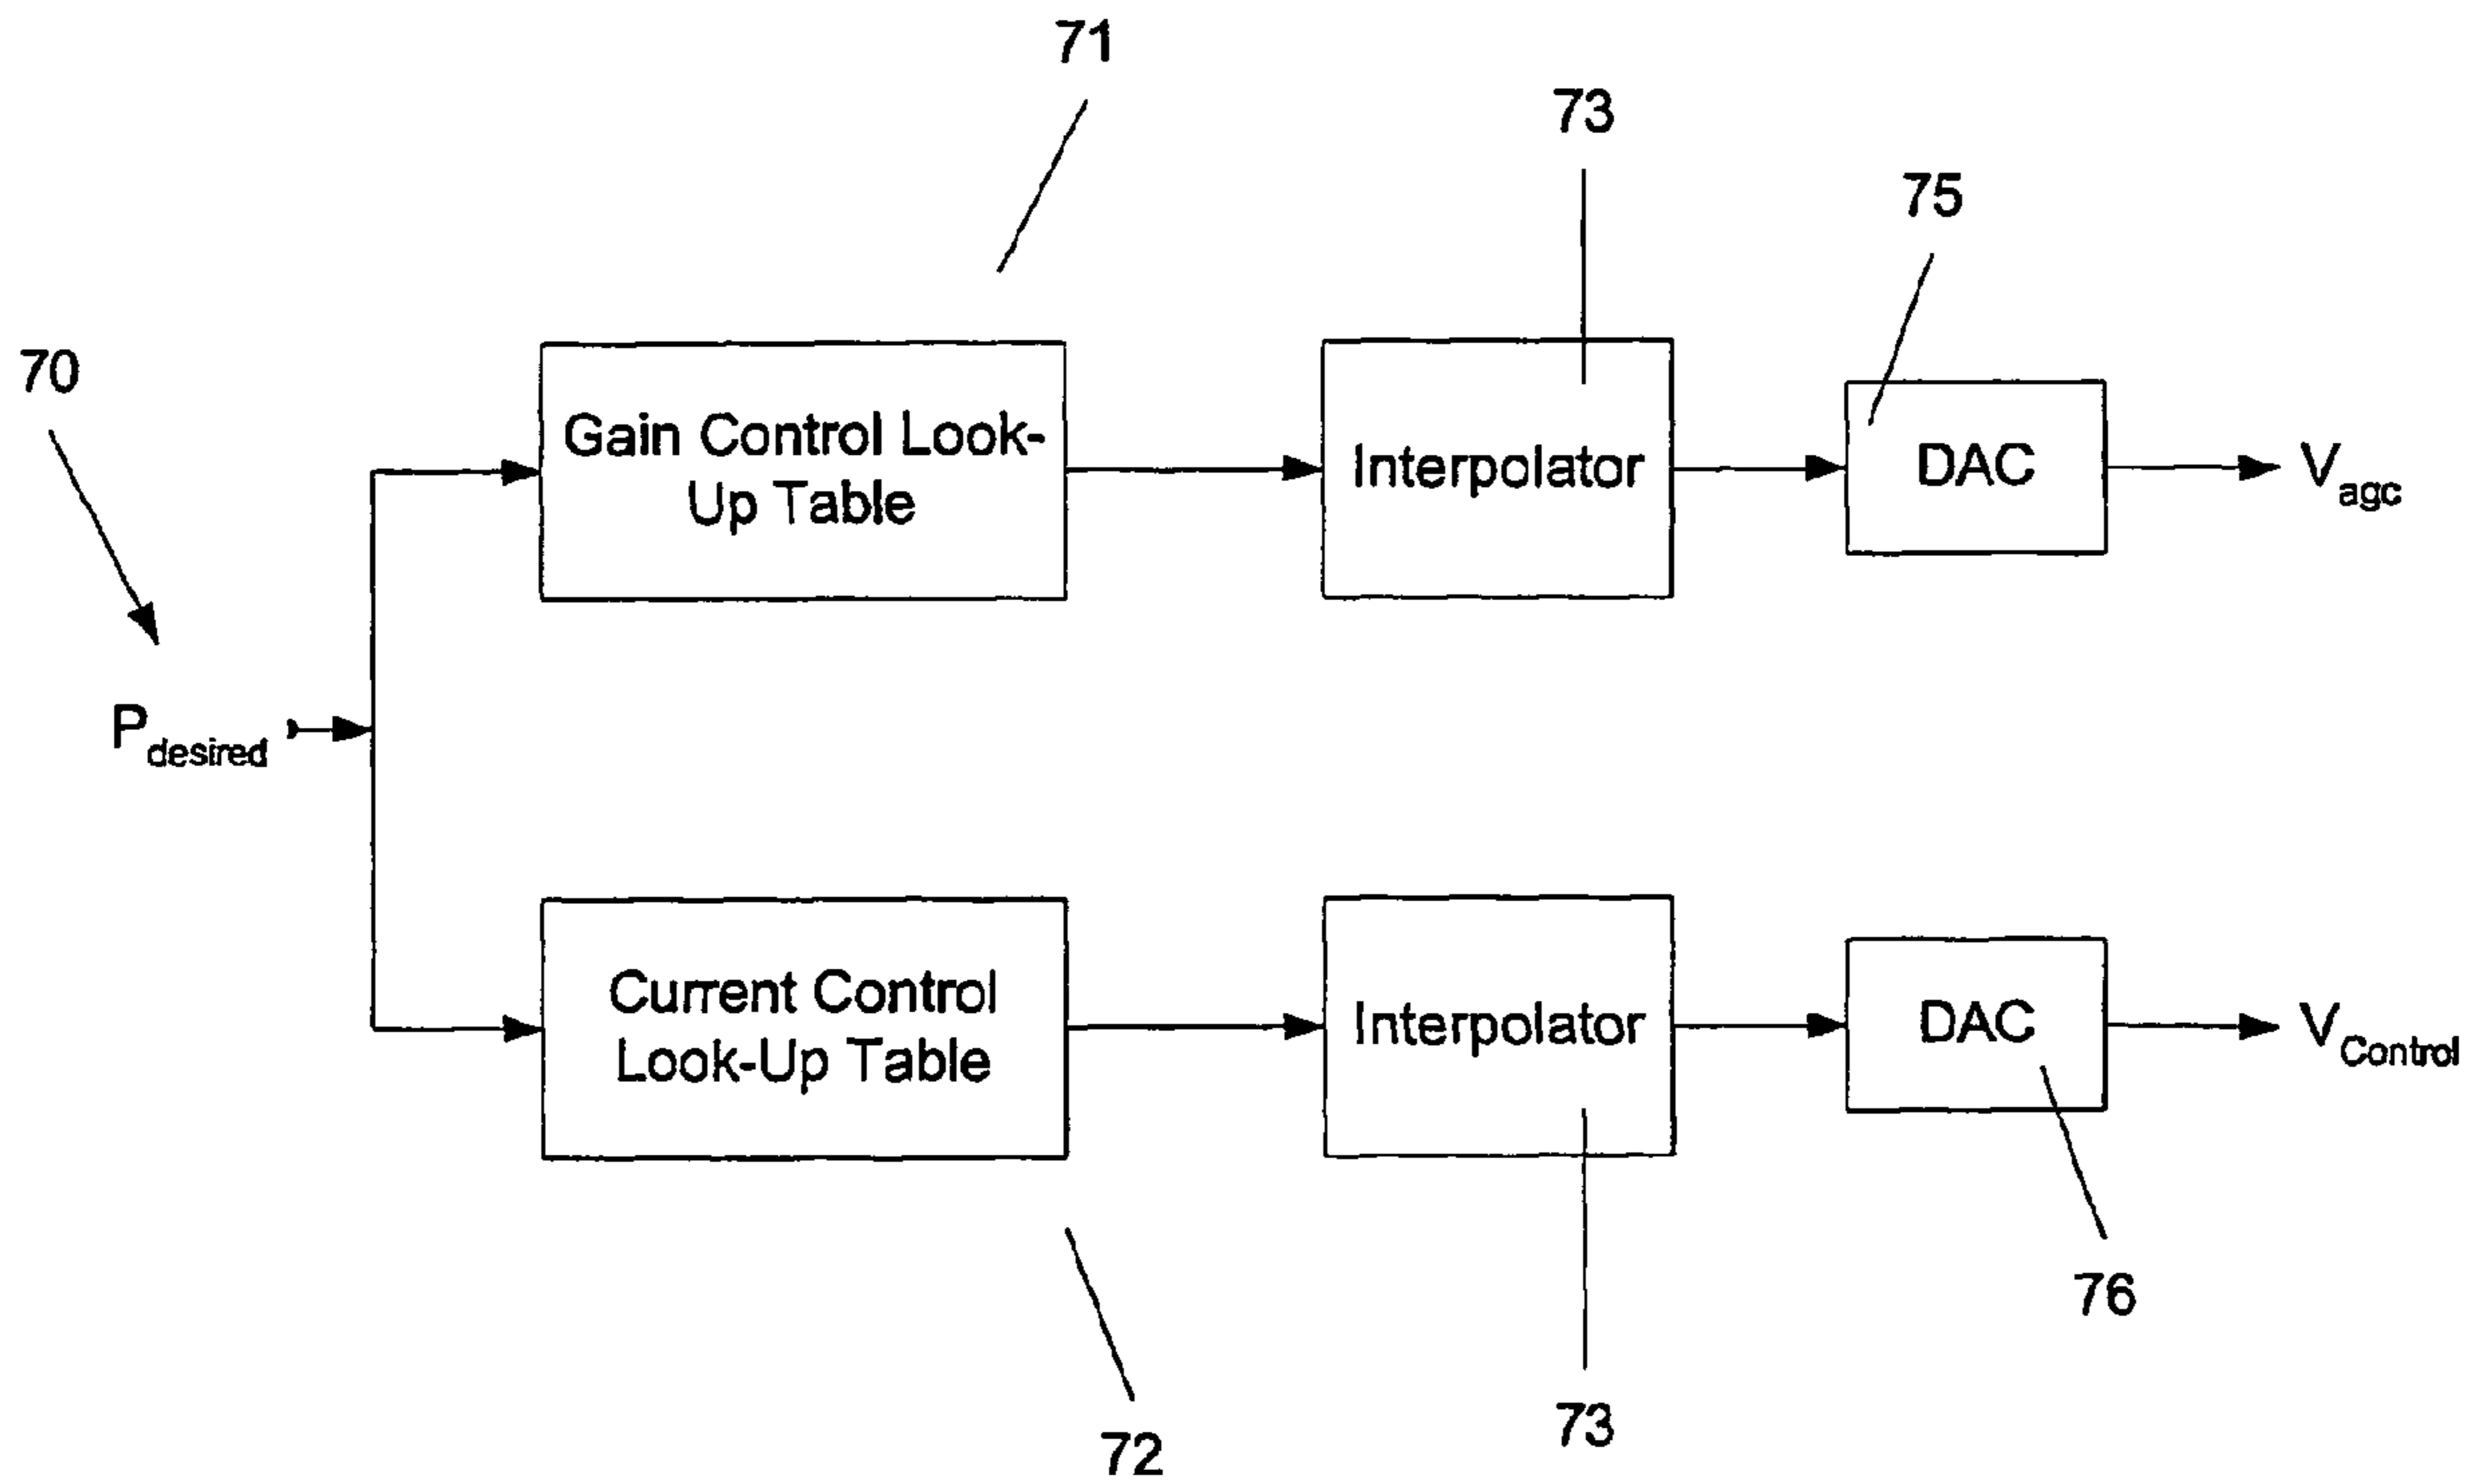 71
73
75
70
Gain Control Look-
Up Table
Interpolator
DAC
Vagc
Pdesired
Current Control
Look-Up Table
Interpolator
DAC
VControl
76
73
72